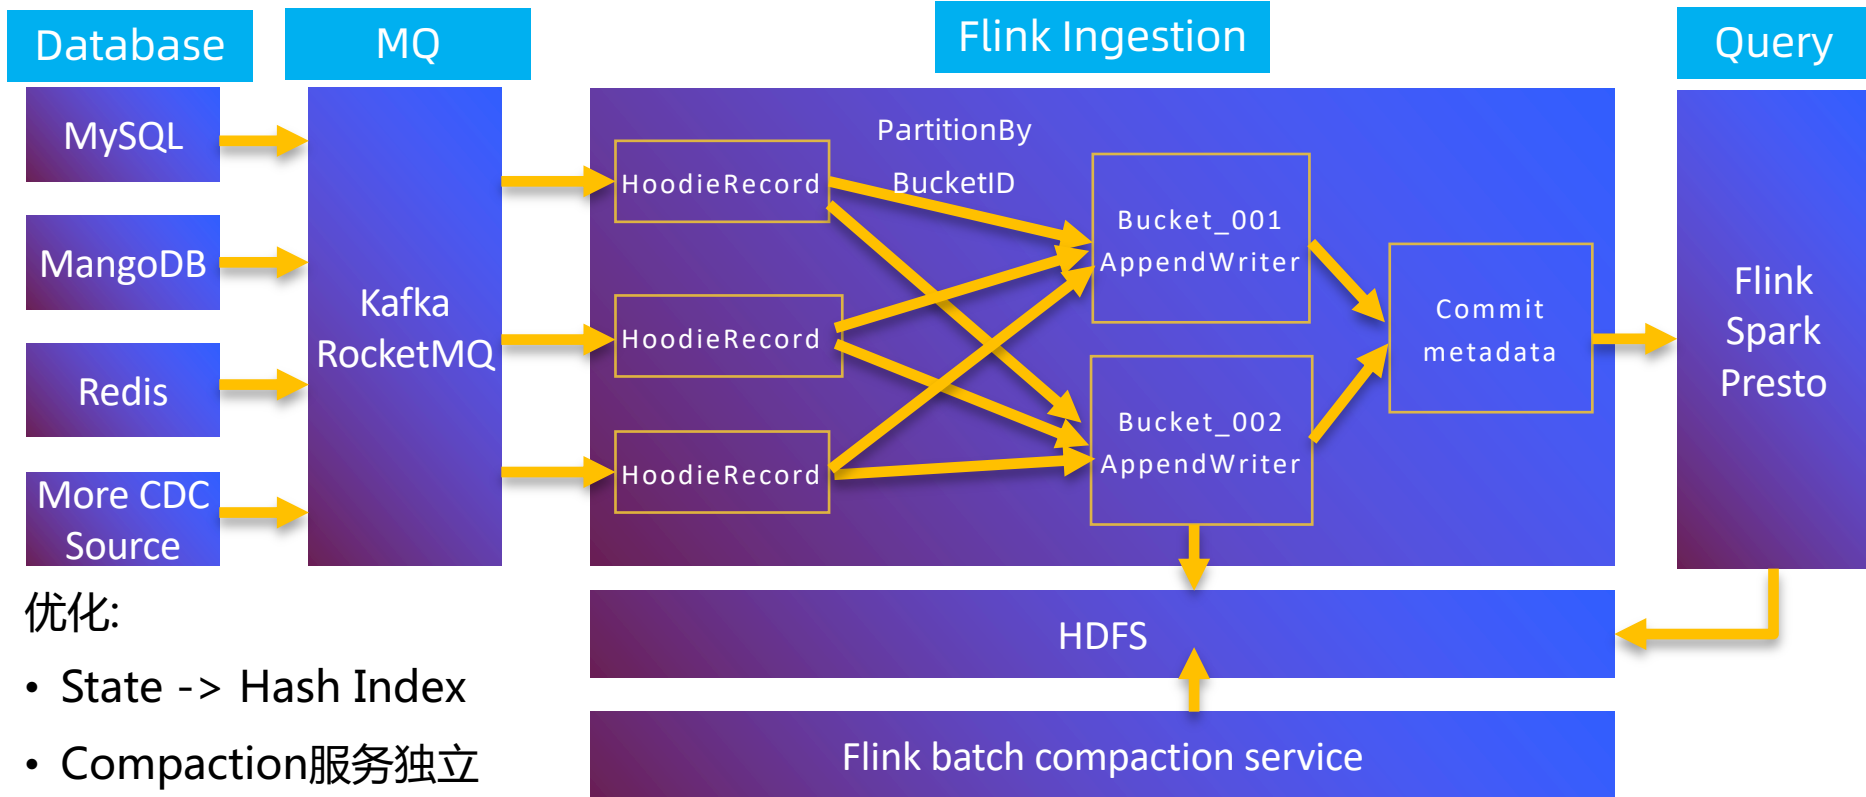 Database
MQ
Flink Ingestion
Query
MySQL
MangoDB
Redis
More CDC
Source
Kafka
RocketMQ
HoodieRecord
HoodieRecord
HoodieRecord
PartitionBy
BucketID
Bucket_001
AppendWriter
Bucket_002
AppendWriter
Commit
metadata
Flink
Spark
Presto
HDFS
Flink batch compaction service
优化:
• State -> Hash Index
• Compaction服务独立